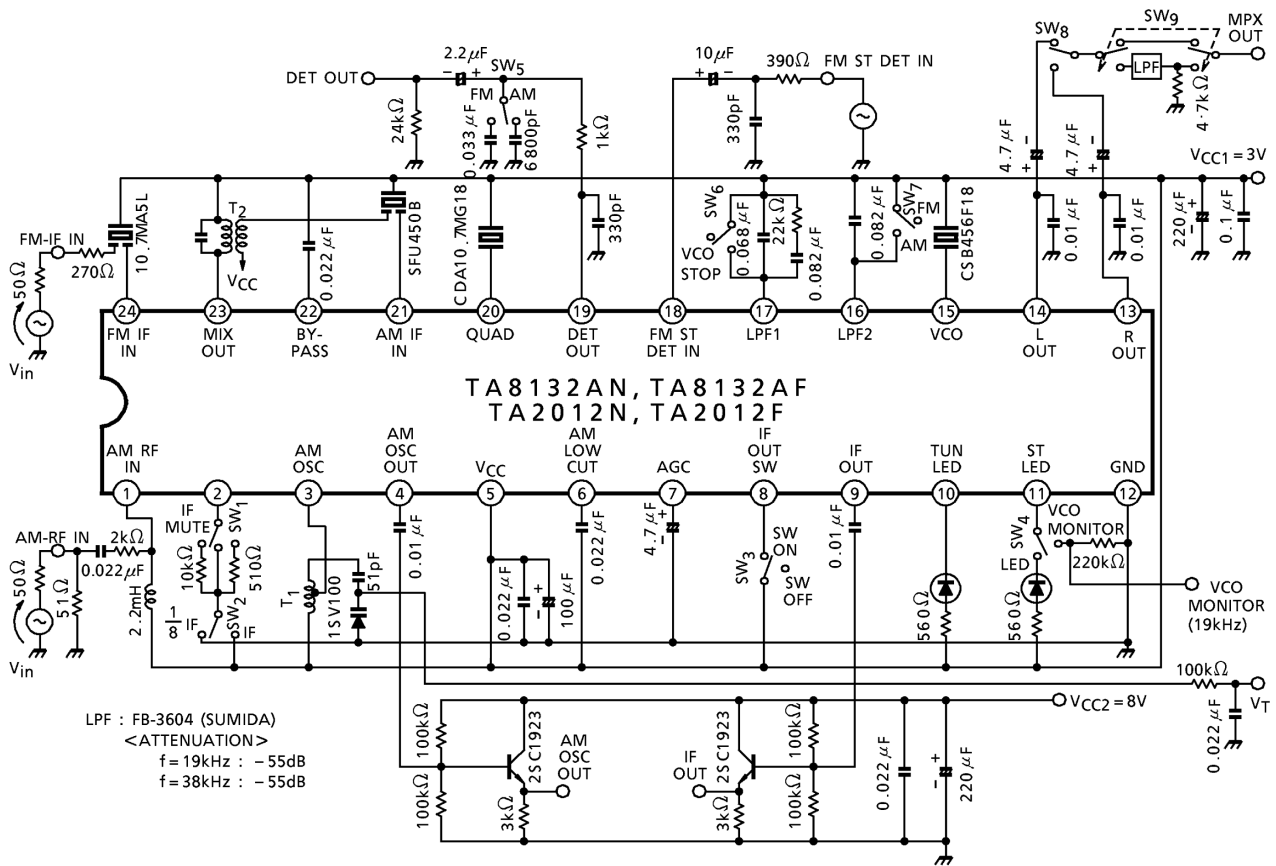 SW9
MPX
OUT
SW8
LPF
4.7kΩ
DET OUT
2.2μF
− +
SW5
FM
AM
24kΩ
0.033μF
6800pF
1kΩ
330pF
10μF
+ −
390Ω
FM ST DET IN
330pF
4.7μF
−
+
4.7μF
−
+
VCC1=3V
FM-IF IN
50Ω
270Ω
10.7MA5L
T2
VCC
0.022μF
SFU450B
CDA10.7MG18
SW6
VCO
STOP
0.068μF
22kΩ
0.082μF
0.082μF
SW7
FM
AM
CSB456F18
0.01μF
0.01μF
220μF
+
−
0.1μF
Vin
24
23
22
21
20
19
18
17
16
15
14
13
FM IF
IN
MIX
OUT
BY-
PASS
AM IF
IN
QUAD
DET
OUT
FM ST
DET IN
LPF1
LPF2
VCO
L
OUT
R
OUT
TA8132AN, TA8132AF
TA2012N, TA2012F
AM RF
IN
AM
OSC
AM
OSC
OUT
VCC
AM
LOW
CUT
AGC
IF
OUT
SW
IF
OUT
TUN
LED
ST
LED
GND
1
2
3
4
5
6
7
8
9
10
11
12
AM-RF IN
50Ω
51Ω
0.022μF
2kΩ
2.2mH
Vin
IF
MUTE
SW1
10kΩ
510Ω
SW2
1/8 IF
IF
T1
1SV100
51pF
0.01μF
0.022μF
+
−
100μF
0.022μF
4.7μF
+
−
SW3
SW
ON
SW
OFF
0.01μF
560Ω
SW4
LED
560Ω
VCO
MONITOR
220kΩ
VCO
MONITOR
(19kHz)
100kΩ
VT
0.022μF
VCC2=8V
LPF : FB-3604 (SUMIDA)
<ATTENUATION>
f=19kHz : −55dB
f=38kHz : −55dB
100kΩ
100kΩ
2SC1923
3kΩ
AM
OSC
OUT
IF
OUT
2SC1923
3kΩ
100kΩ
100kΩ
0.022μF
+
−
220μF